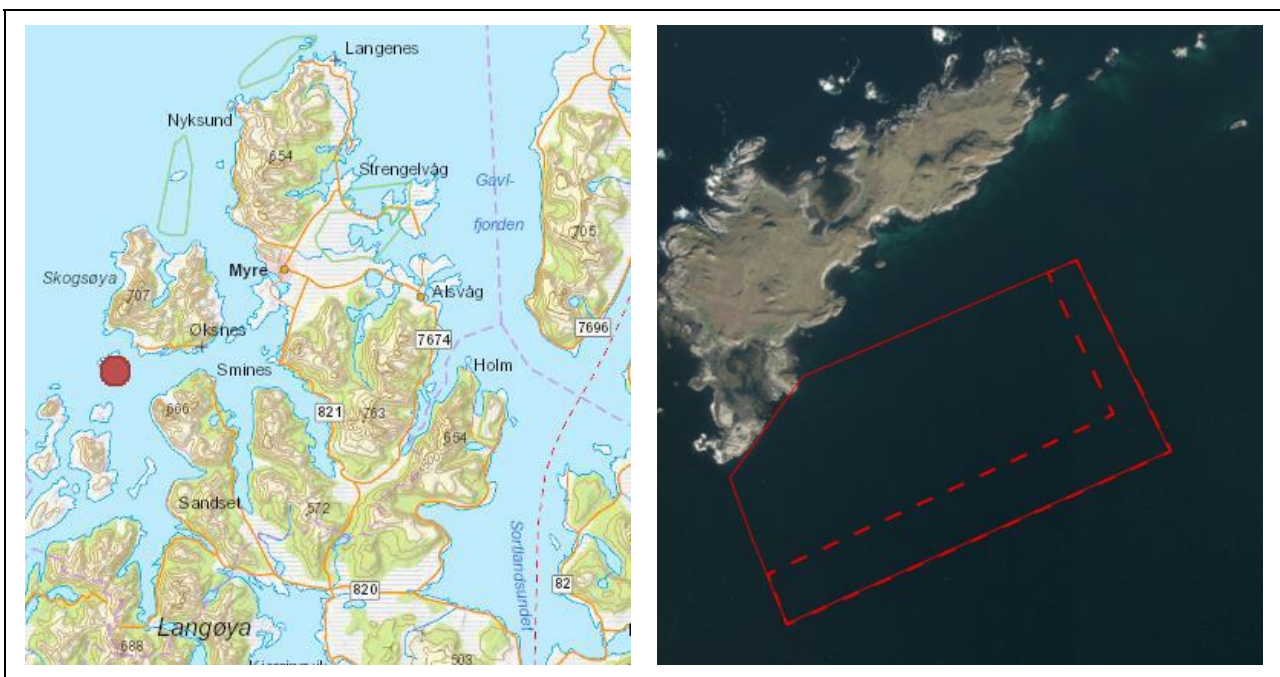 Langenes
Nyksund
654
Strengelvåg
Gavl-
fjorden
705
Skogsøya
Myre
707
Alsvåg
Øksnes
7674
7696
Smines
Holm
666
821
763
654
Sandset
572
Sortlandsundet
820
82
Langøya
688
503